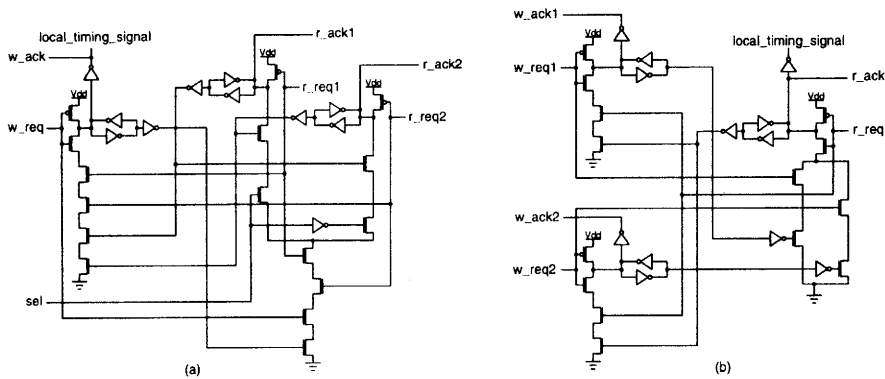 local_timing_signal
w_ack
Vdd
w_req
sel
r_ack1
Vdd
r_req1
r_ack2
Vdd
r_req2
(a)
w_ack1
Vdd
w_req1
w_ack2
Vdd
w_req2
local_timing_signal
r_ack
Vdd
r_req
(b)